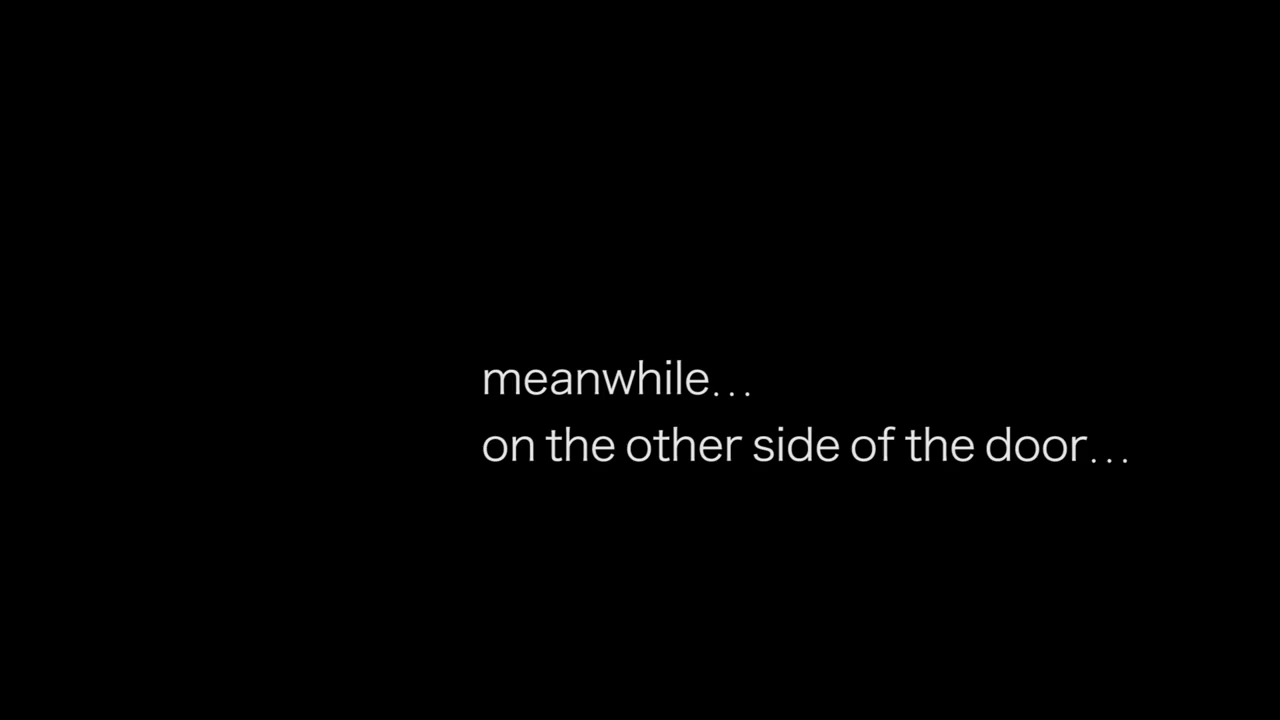 meanwhile...
on the other side of the door...